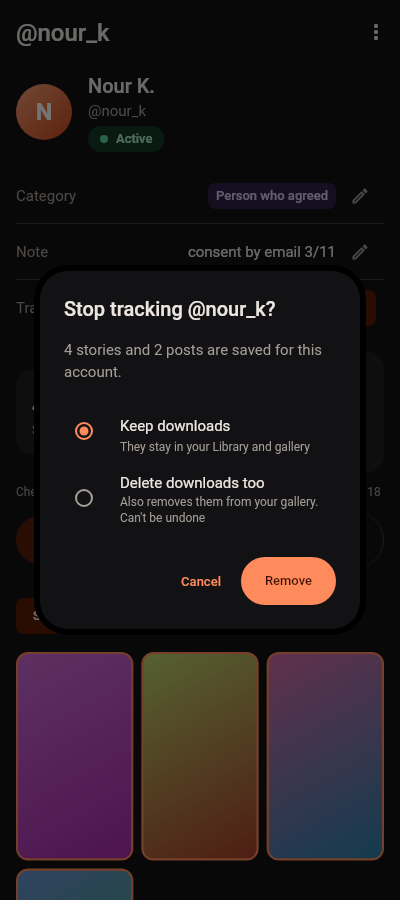 @nour_k
N
Nour K.
@nour_k
Active
Category
Person who agreed
Note
consent by email 3/11
Stop tracking @nour_k?
4 stories and 2 posts are saved for this
account.
Keep downloads
They stay in your Library and gallery
Delete downloads too
Also removes them from your gallery.
Can't be undone
18
Cancel
Remove